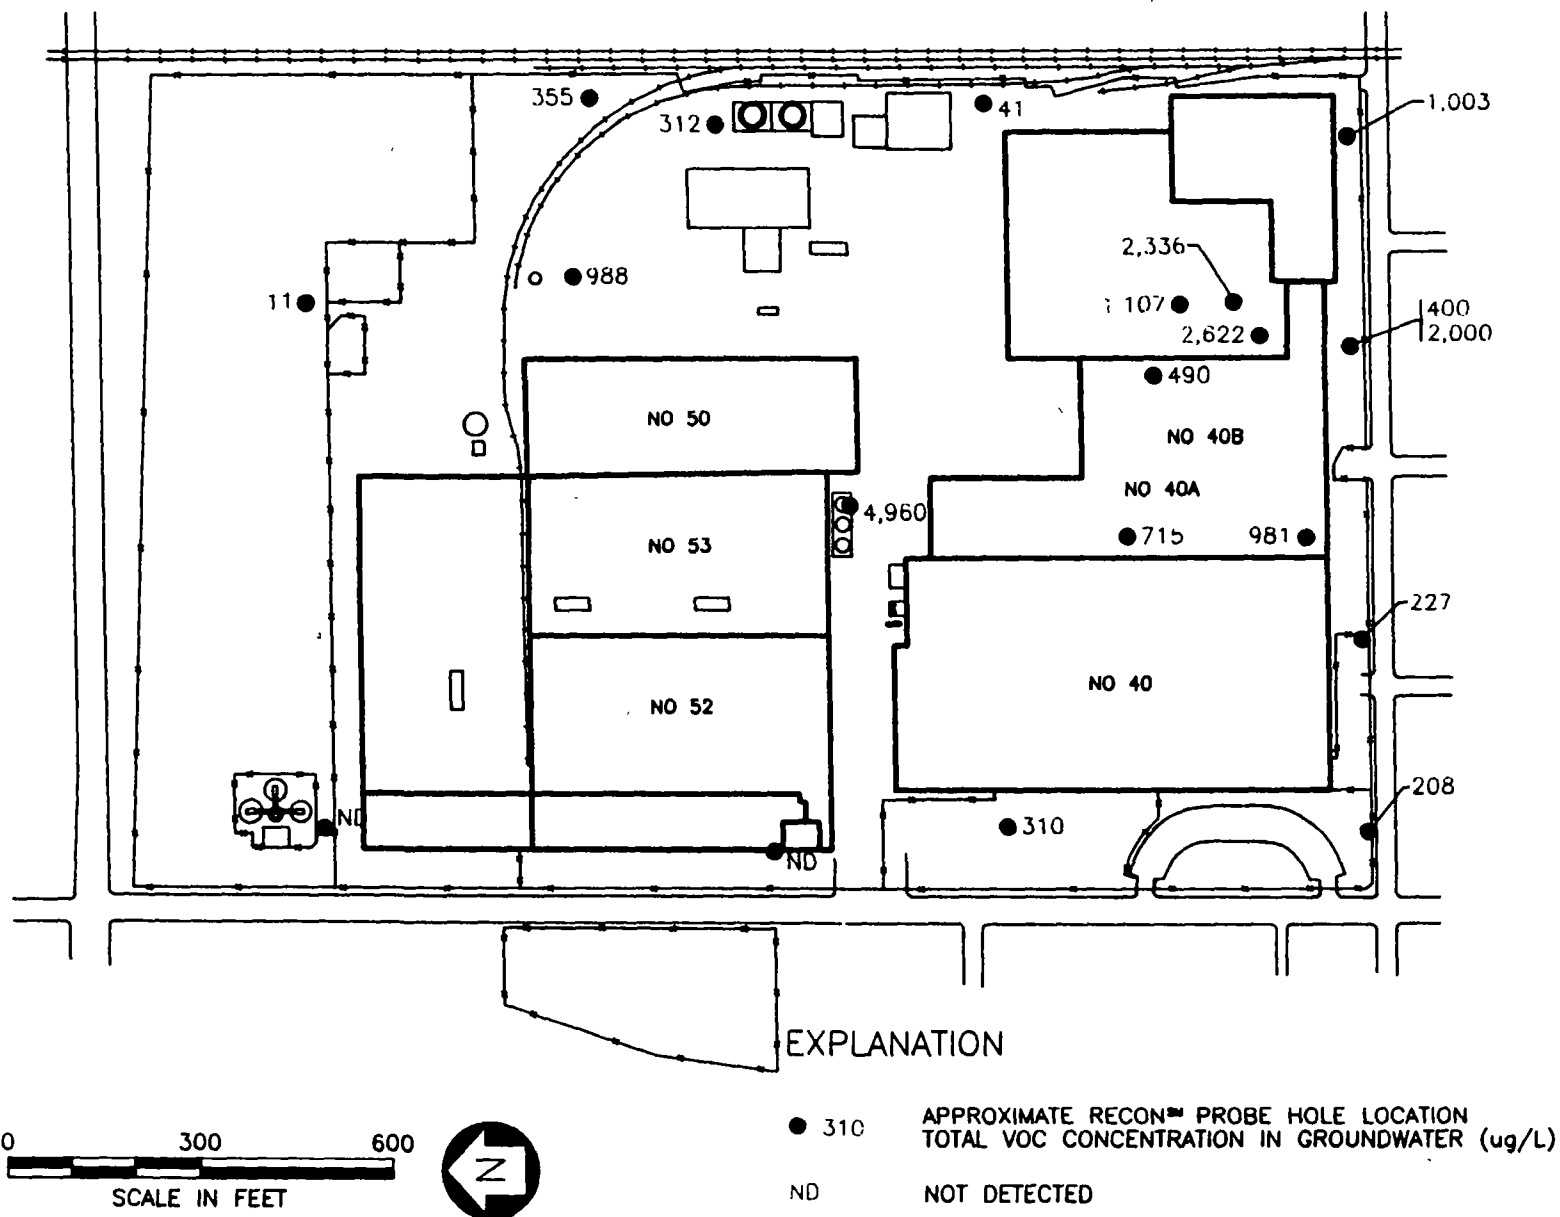 355
312
41
1,003
2,336
988
11
107
2,622
400
2,000
490
NO 50
NO 40B
NO 40A
4,960
NO 53
715
981
227
NO 40
NO 52
208
ND
310
ND
EXPLANATION
310 APPROXIMATE RECON℠ PROBE HOLE LOCATION
TOTAL VOC CONCENTRATION IN GROUNDWATER (ug/L)
0 300 600
SCALE IN FEET
N
ND NOT DETECTED